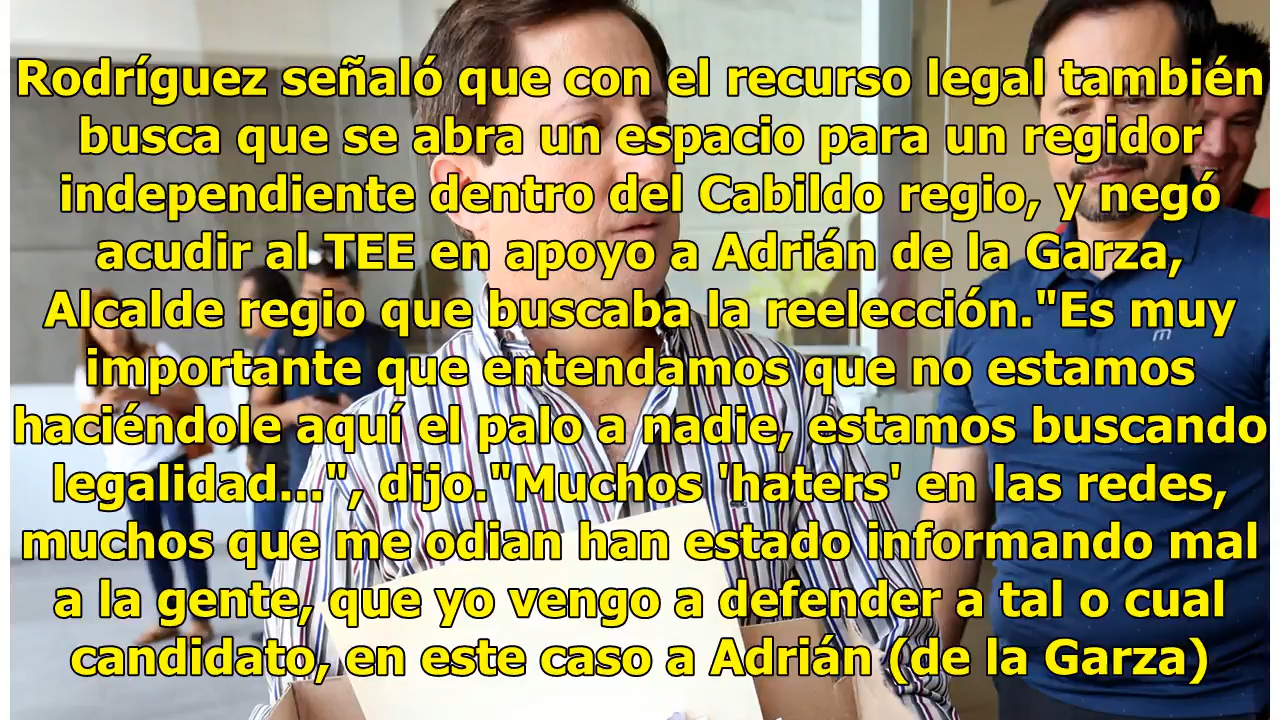 Rodríguez señaló que con el recurso legal también
busca que se abra un espacio para un regidor
independiente dentro del Cabildo regio, y negó
acudir al TEE en apoyo a Adrián de la Garza,
Alcalde regio que buscaba la reelección."Es muy
importante que entendamos que no estamos
haciéndole aquí el palo a nadie, estamos buscando
legalidad...", dijo."Muchos 'haters' en las redes,
muchos que me odian han estado informando mal
a la gente, que yo vengo a defender a tal o cual
candidato, en este caso a Adrián (de la Garza)